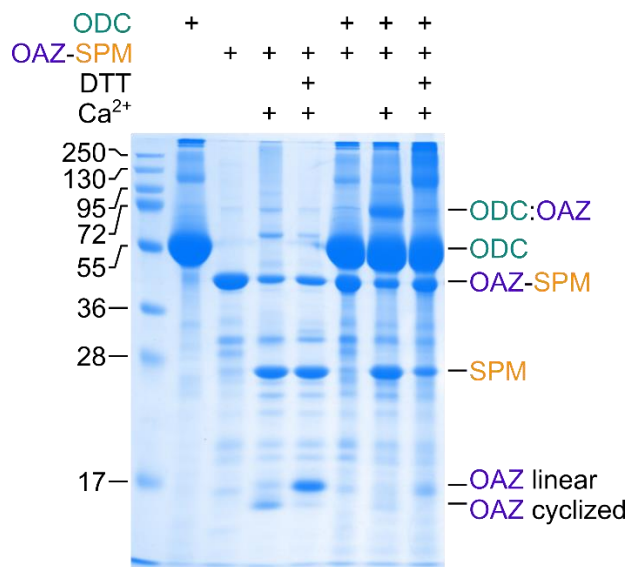 ODC + + + +
OAZ-SPM + + + + + +
DTT + +
Ca²⁺ + + + +
250
130
95
72
55
36
28
17
ODC:OAZ
ODC
OAZ-SPM
SPM
OAZ linear
OAZ cyclized